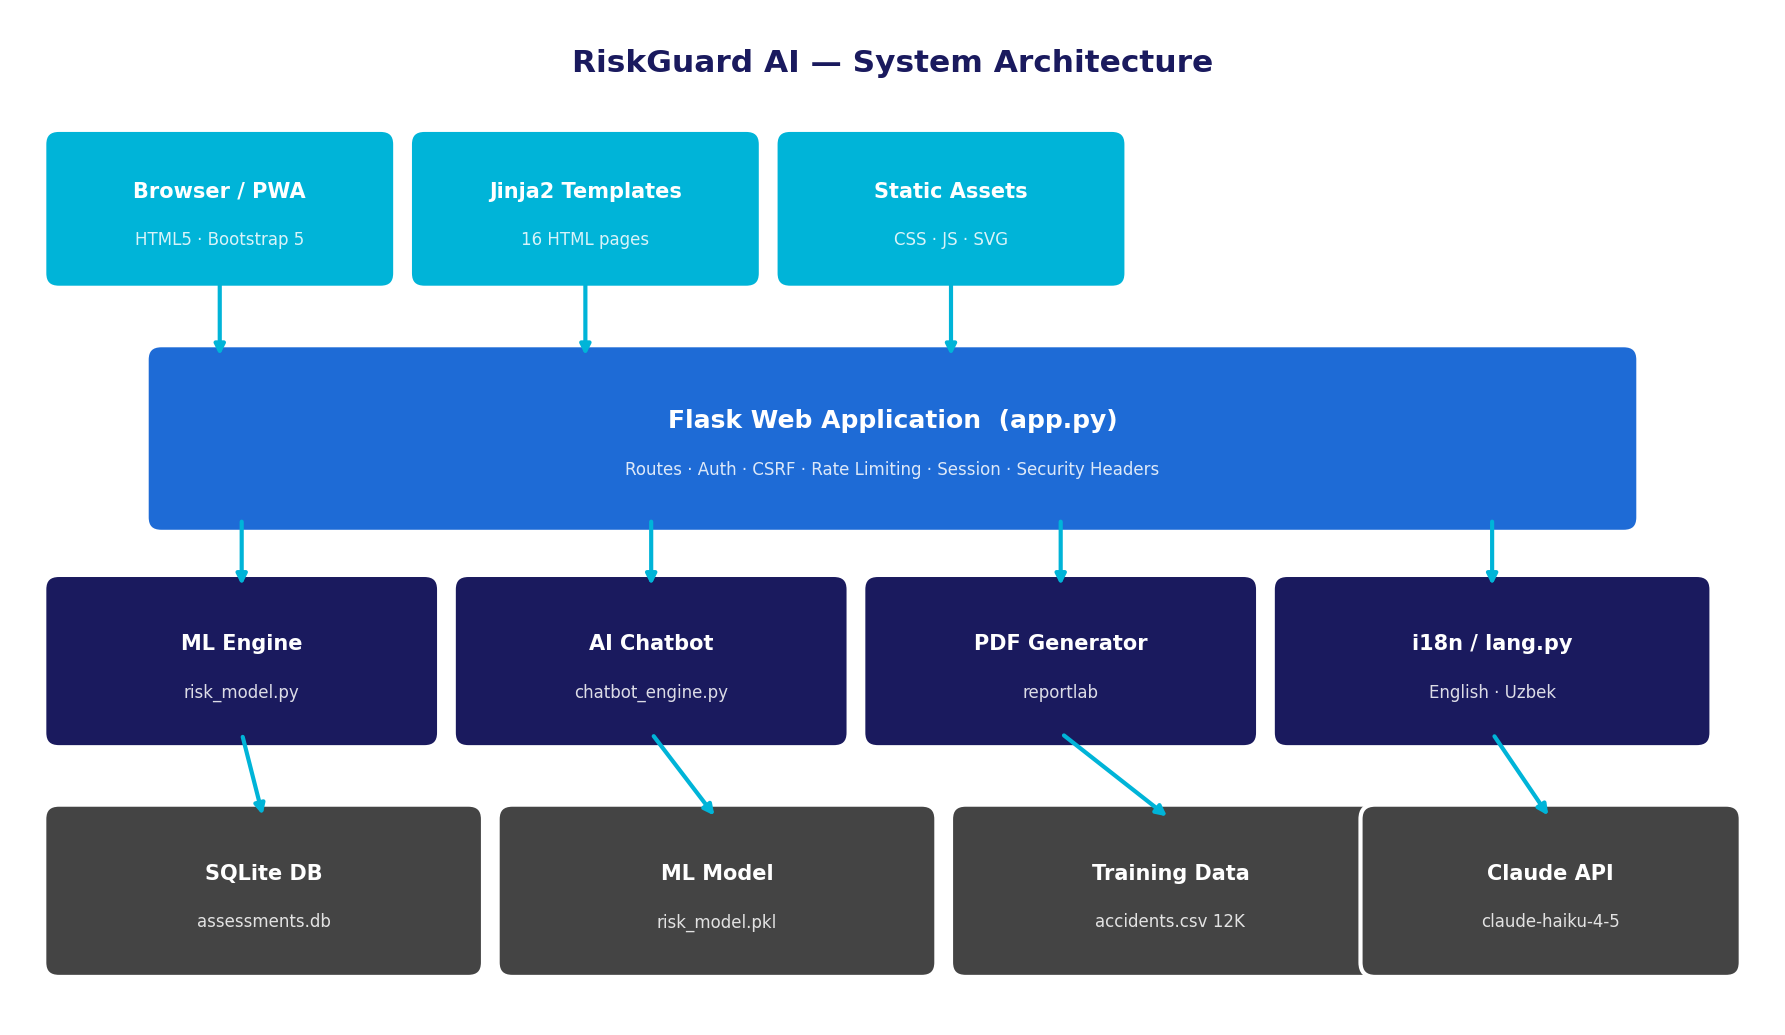 RiskGuard AI — System Architecture
Browser / PWA
HTML5 · Bootstrap 5
Jinja2 Templates
16 HTML pages
Static Assets
CSS · JS · SVG
Flask Web Application (app.py)
Routes · Auth · CSRF · Rate Limiting · Session · Security Headers
ML Engine
risk_model.py
AI Chatbot
chatbot_engine.py
PDF Generator
reportlab
i18n / lang.py
English · Uzbek
SQLite DB
assessments.db
ML Model
risk_model.pkl
Training Data
accidents.csv 12K
Claude API
claude-haiku-4-5